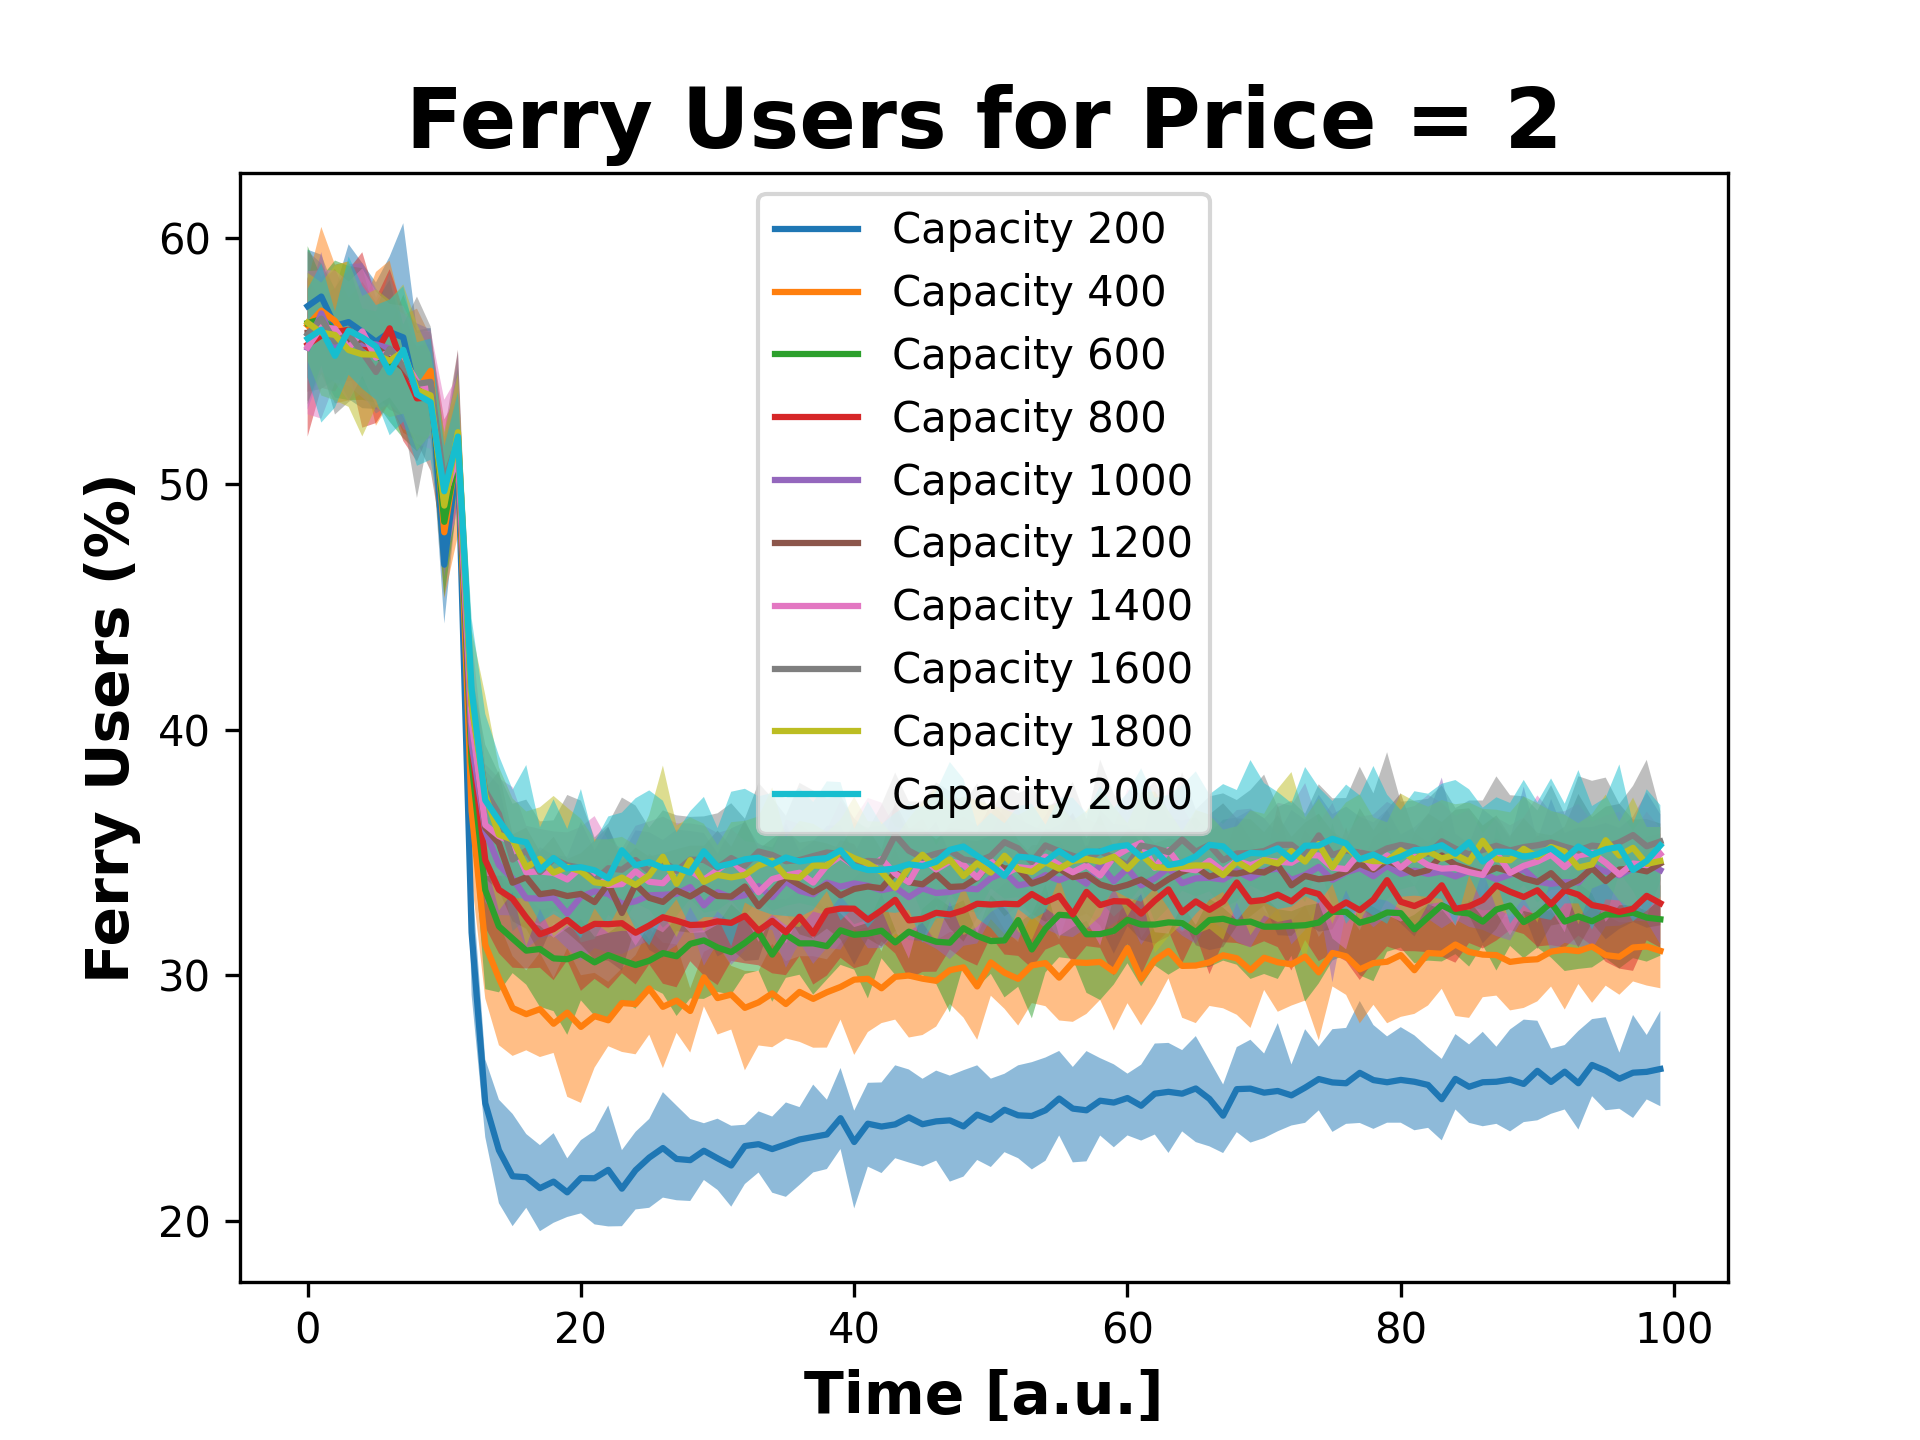 Ferry Users for Price = 2
Capacity 200
Capacity 400
Capacity 600
Capacity 800
Capacity 1000
Capacity 1200
Capacity 1400
Capacity 1600
Capacity 1800
Capacity 2000
Ferry Users (%)
60
50
40
30
20
0 20 40 60 80 100
Time [a.u.]